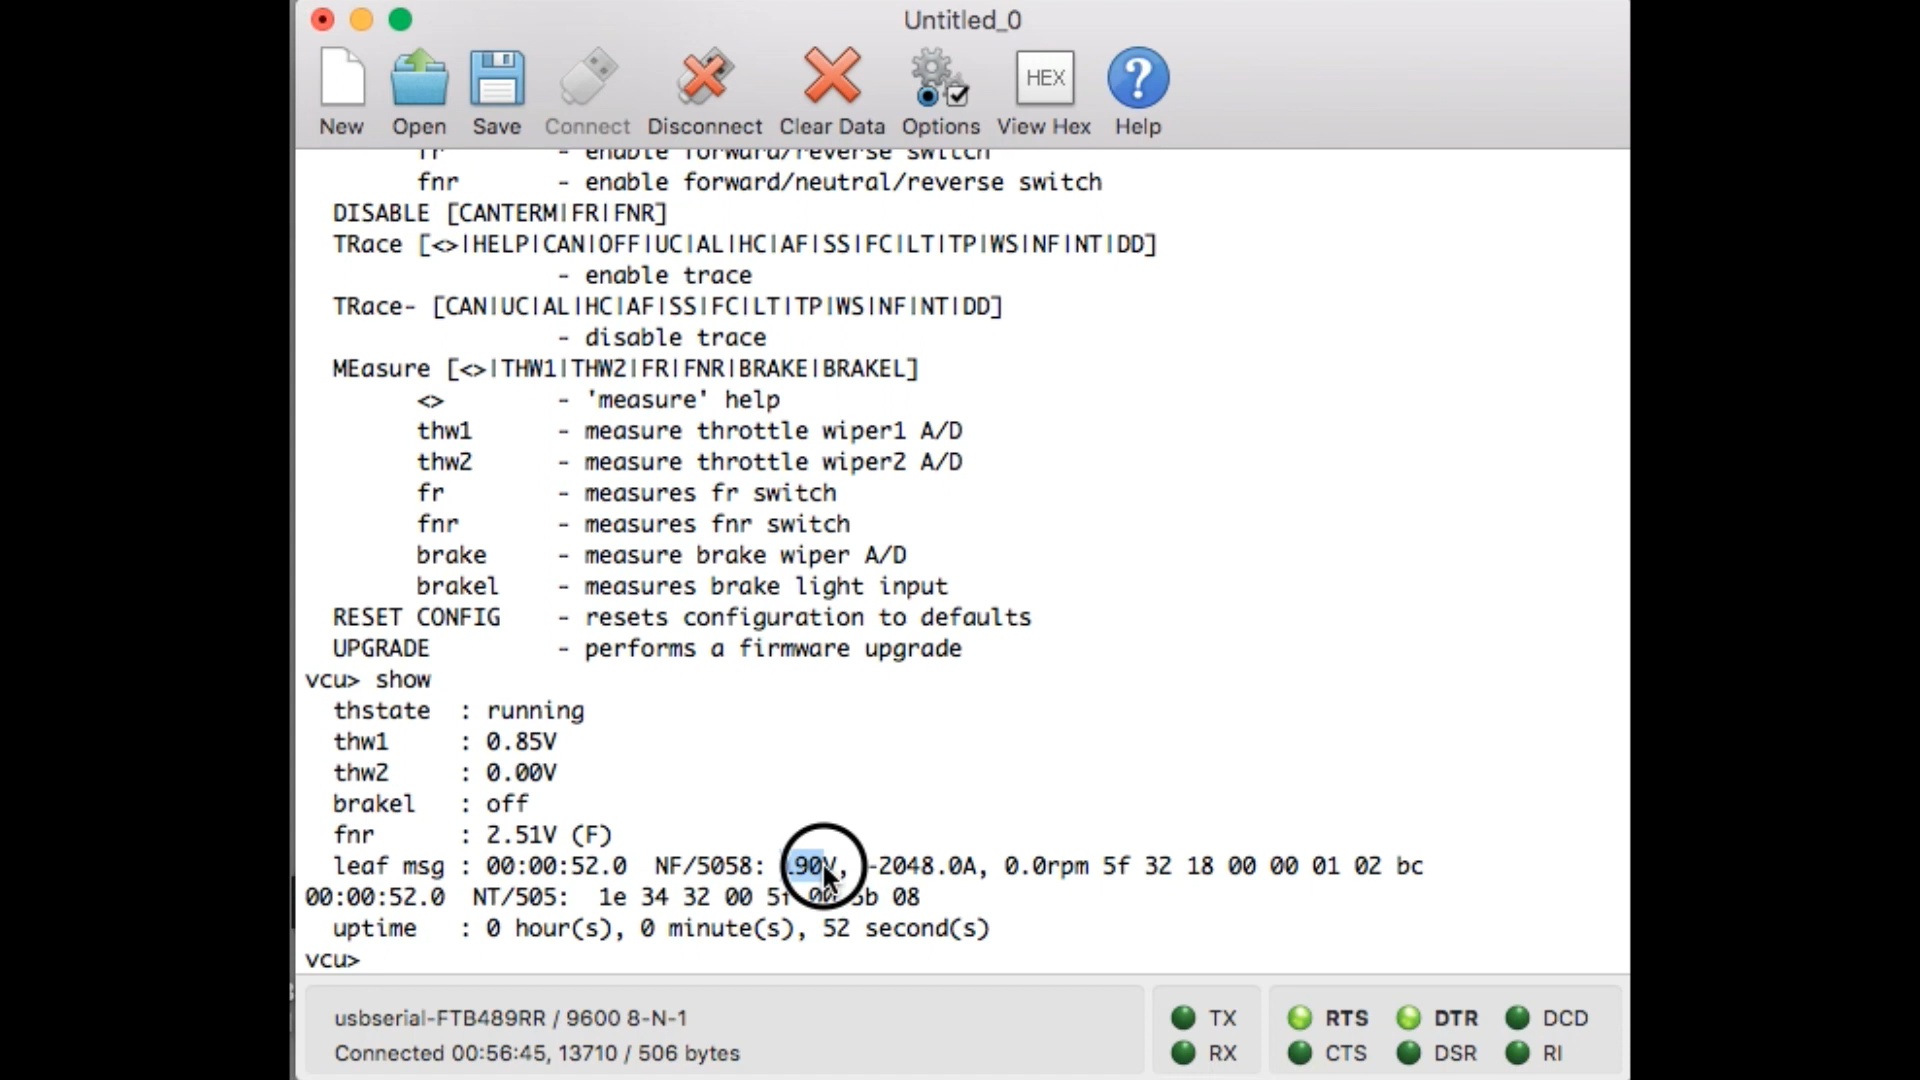 Untitled_0
New Open Save Connect Disconnect Clear Data Options HEX View Hex Help
fr - enable forward/reverse switch
fnr - enable forward/neutral/reverse switch
DISABLE [CANTERM|FR|FNR]
TRace [<>|HELP|CAN|OFF|UC|AL|HC|AF|SS|FC|LT|TP|WS|NF|NT|DD]
- enable trace
TRace- [CAN|UC|AL|HC|AF|SS|FC|LT|TP|WS|NF|NT|DD]
- disable trace
MEasure [<>|THW1|THW2|FR|FNR|BRAKE|BRAKEL]
<> - 'measure' help
thw1 - measure throttle wiper1 A/D
thw2 - measure throttle wiper2 A/D
fr - measures fr switch
fnr - measures fnr switch
brake - measure brake wiper A/D
brakel - measures brake light input
RESET CONFIG - resets configuration to defaults
UPGRADE - performs a firmware upgrade
vcu> show
thstate : running
thw1 : 0.85V
thw2 : 0.00V
brakel : off
fnr : 2.51V (F)
leaf msg : 00:00:52.0 NF/5058: -2048.0A, 0.0rpm 5f 32 18 00 00 01 02 bc
00:00:52.0 NT/505: 1e 34 32 00 08
uptime : 0 hour(s), 0 minute(s), 52 second(s)
vcu>
usbserial-FTB489RR / 9600 8-N-1
Connected 00:56:45, 13710 / 506 bytes
TX RTS DTR DCD
RX CTS DSR RI